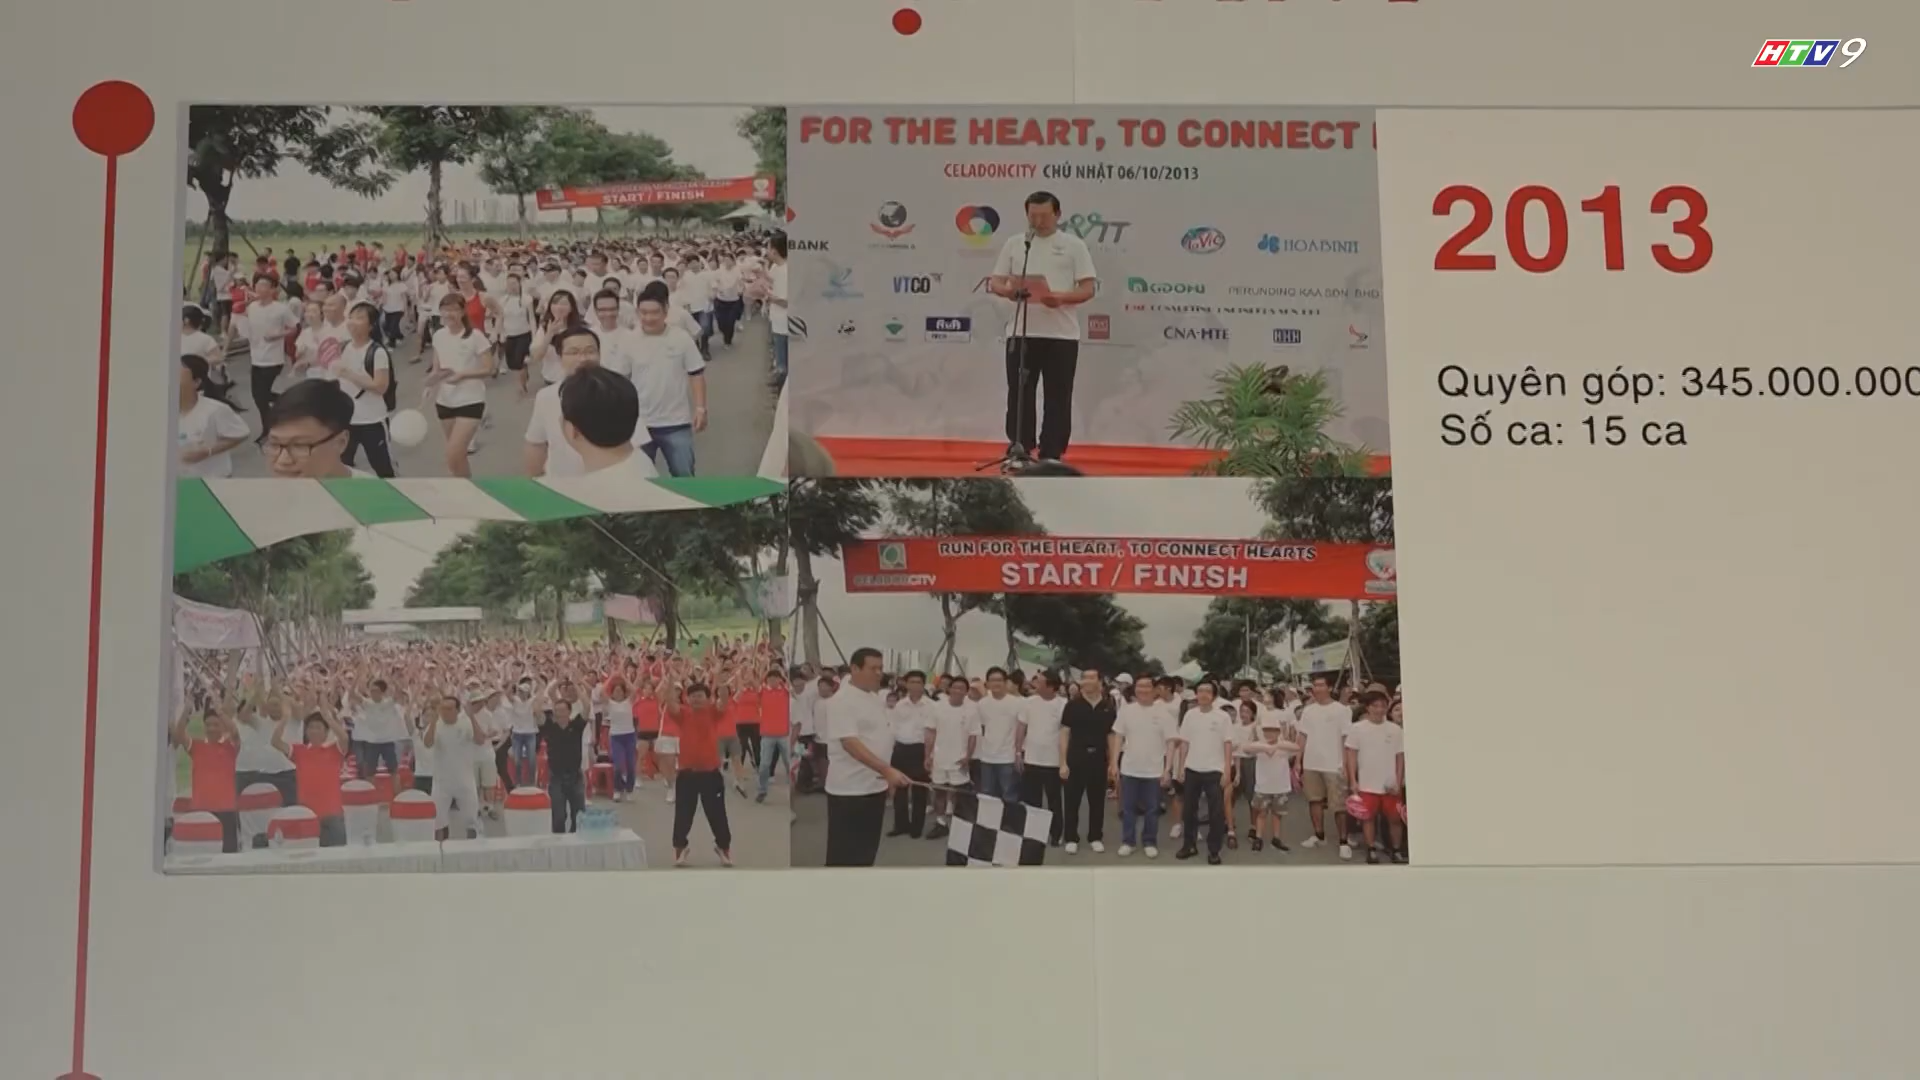 HTV9
START / FINISH
FOR THE HEART, TO CONNECT
CELADONCITY CHỦ NHẬT 06/10/2013
BANK
HOABINH
VTCO
PERUNDING KAA SDN BHD
CNA-HTE
2013
Quyên góp: 345.000.000
Số ca: 15 ca
RUN FOR THE HEART, TO CONNECT HEARTS
CELADONCITY
START / FINISH